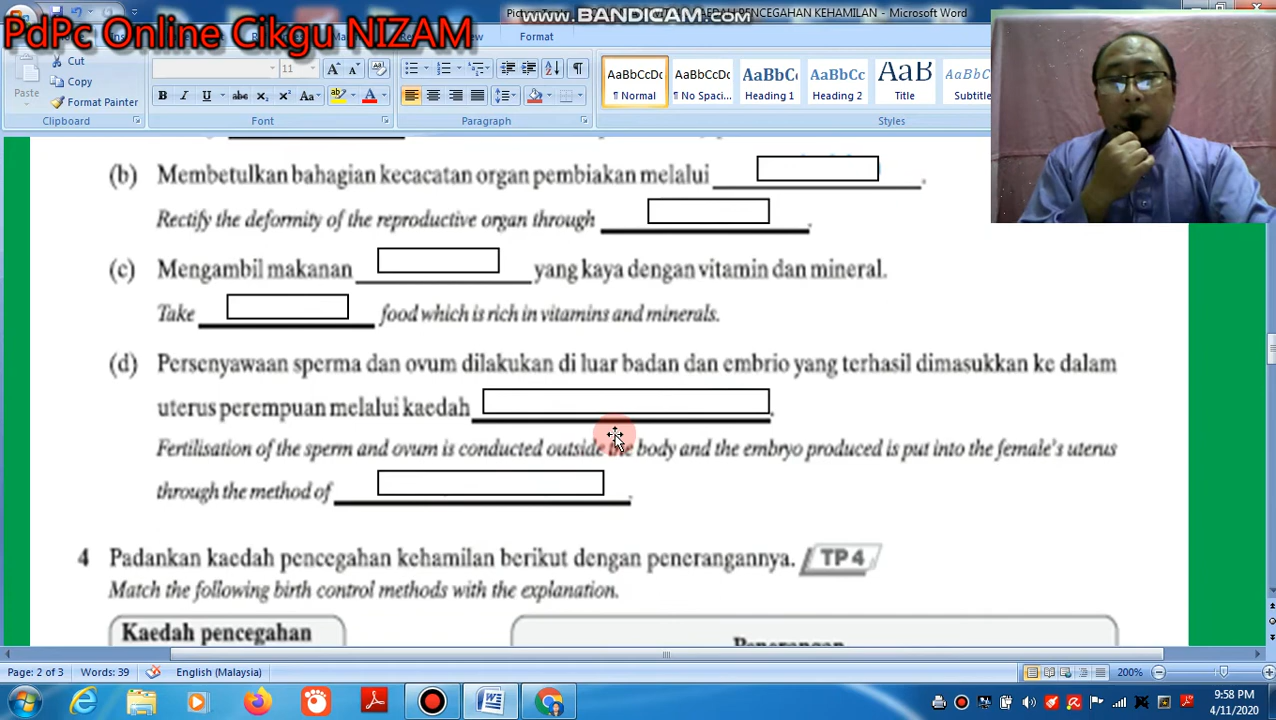 PENCEGAHAN KEHAMILAN - Microsoft Word
www.BANDICAM.com
PdPc Online Cikgu NIZAM
Format
Cut
Copy
Paste
Format Painter
11
AaBbCcDc
AaBbCcDc
AaBbCc
AaBbCc
AaB
AaBbCc
¶ Normal
¶ No Spaci...
Heading 1
Heading 2
Title
Subtitle
Clipboard
Font
Paragraph
Styles
(b) Membetulkan bahagian kecacatan organ pembiakan melalui .
Rectify the deformity of the reproductive organ through .
(c) Mengambil makanan yang kaya dengan vitamin dan mineral.
Take food which is rich in vitamins and minerals.
(d) Persenyawaan sperma dan ovum dilakukan di luar badan dan embrio yang terhasil dimasukkan ke dalam
uterus perempuan melalui kaedah .
Fertilisation of the sperm and ovum is conducted outside the body and the embryo produced is put into the female's uterus
through the method of .
4 Padankan kaedah pencegahan kehamilan berikut dengan penerangannya. TP 4
Match the following birth control methods with the explanation.
Kaedah pencegahan
Penerangan
Page: 2 of 3 Words: 39 English (Malaysia) 200%
9:58 PM
4/11/2020